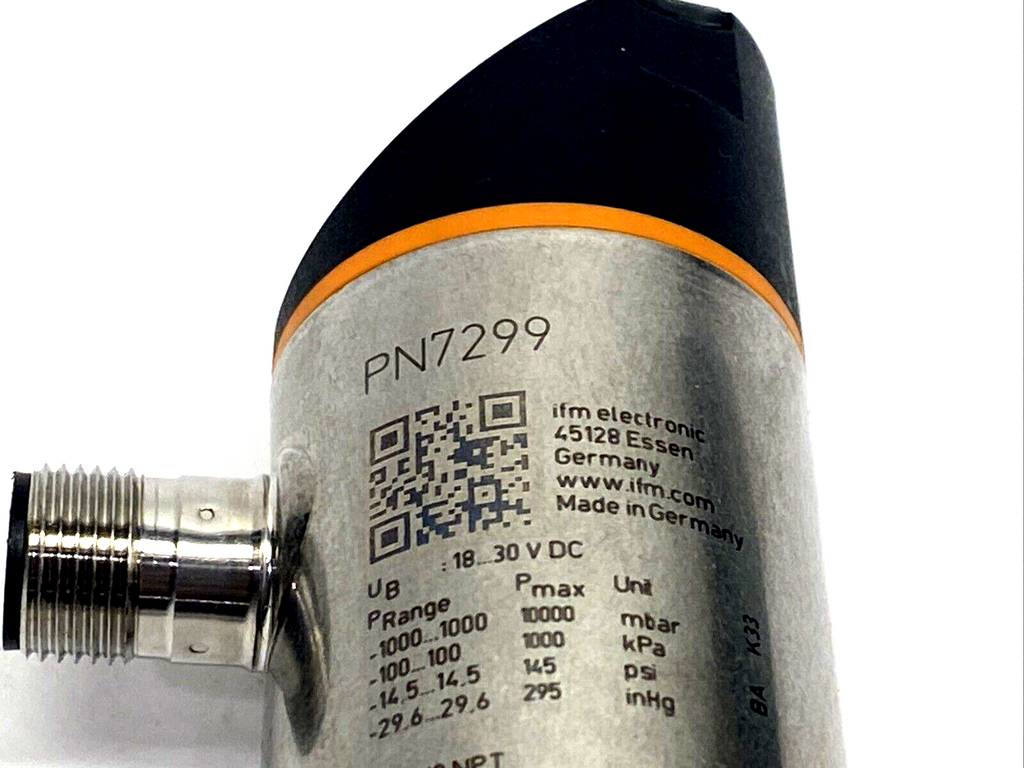 PN7299
ifm electronic
45128 Essen
Germany
www.ifm.com
Made in Germany
UB : 18...30 V DC
PRange Pmax Unit
-1000...1000 10000 mbar
-100...100 1000 kPa
-14.5...14.5 145 psi
-29.6...29.6 295 inHg
NPT
BA K33